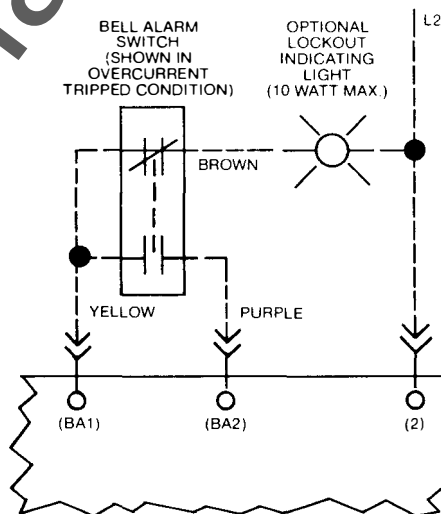 BELL ALARM
SWITCH
(SHOWN IN
OVERCURRENT
TRIPPED CONDITION)
OPTIONAL
LOCKOUT
INDICATING
LIGHT
(10 WATT MAX.)
L2
BROWN
YELLOW
PURPLE
(BA1)
(BA2)
(2)